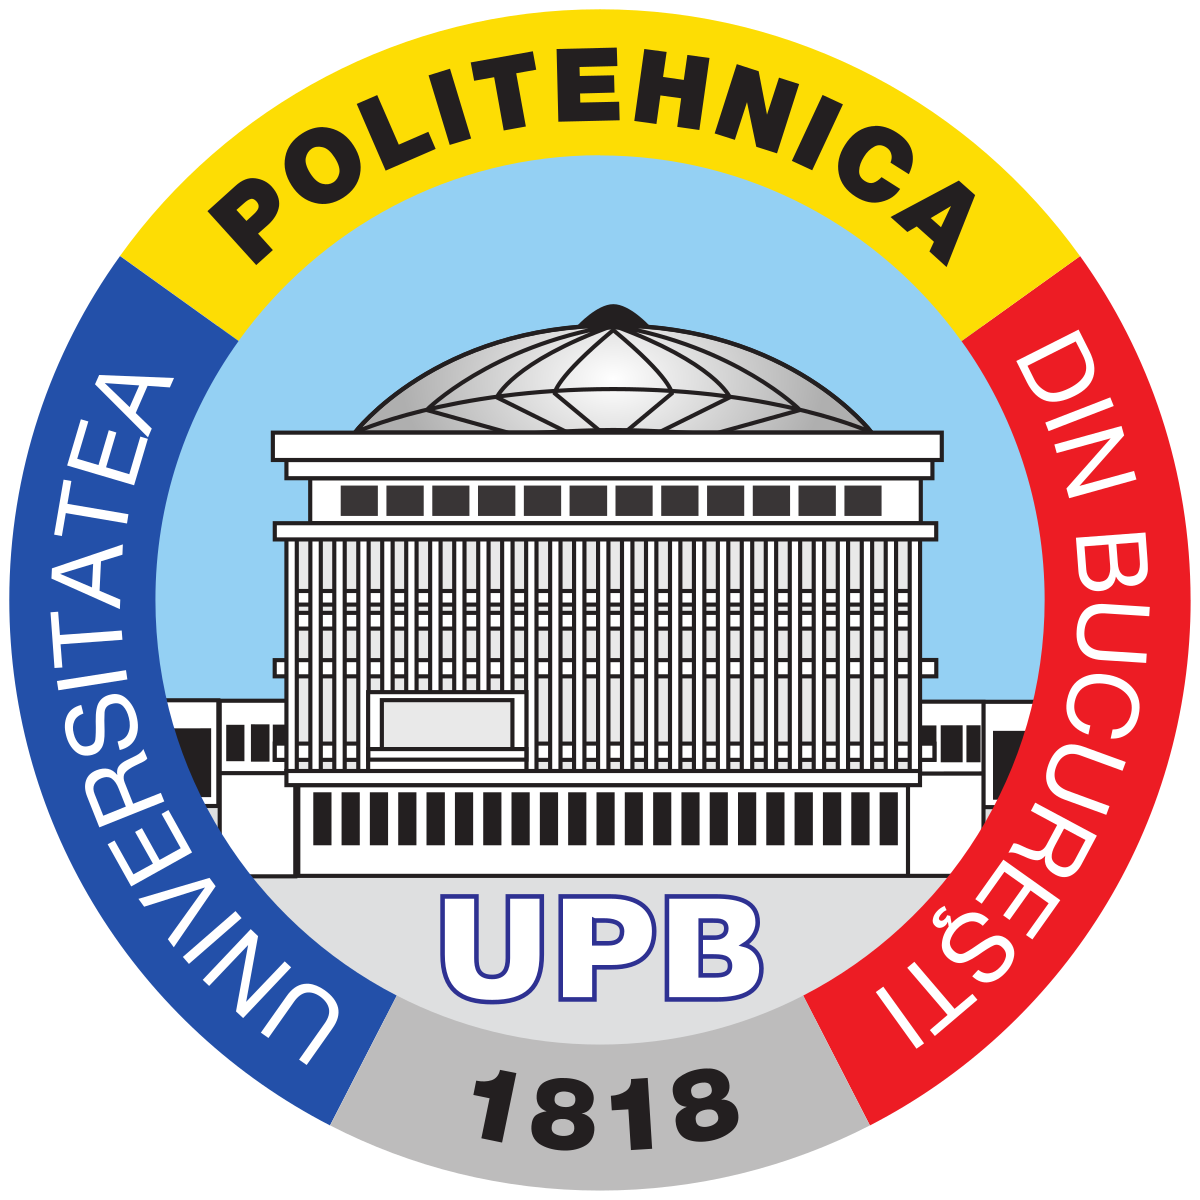 UNIVERSITATEA
POLITEHNICA
DIN BUCUREŞTI
UPB
1818